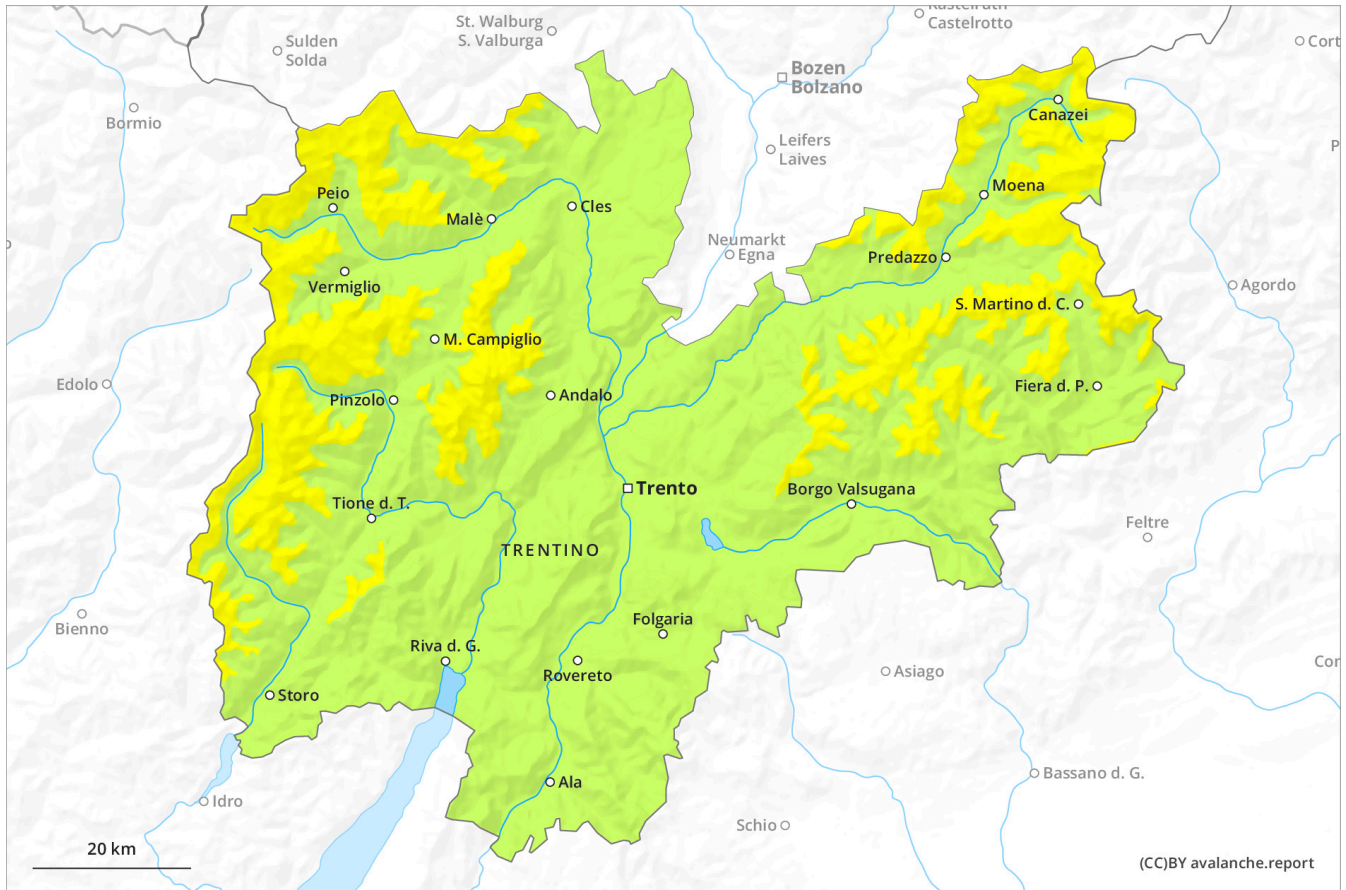 Kastelruth
Castelrotto
St. Walburg
S. Valburga
Sulden
Solda
Cort
Bozen
Bolzano
Bormio
Canazei
Leifers
Laives
P
Peio
Moena
Malè
Cles
Neumarkt
Egna
Predazzo
Vermiglio
Agordo
S. Martino d. C.
M. Campiglio
Edolo
Fiera d. P.
Pinzolo
Andalo
Trento
Borgo Valsugana
Tione d. T.
Feltre
TRENTINO
Bienno
Folgaria
Riva d. G.
Asiago
Cor
Rovereto
Storo
Bassano d. G.
Ala
Idro
Schio
20 km
(CC)BY avalanche.report